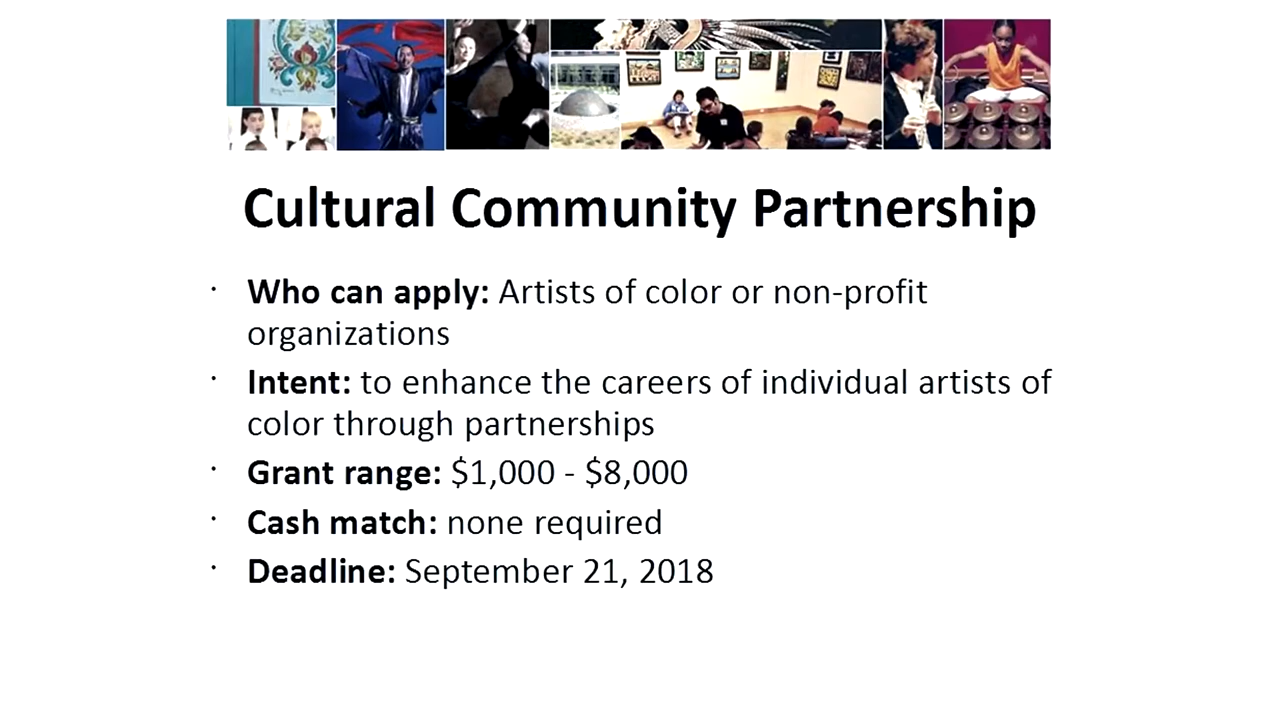 Cultural Community Partnership
· Who can apply: Artists of color or non-profit
organizations
· Intent: to enhance the careers of individual artists of
color through partnerships
· Grant range: $1,000 - $8,000
· Cash match: none required
· Deadline: September 21, 2018